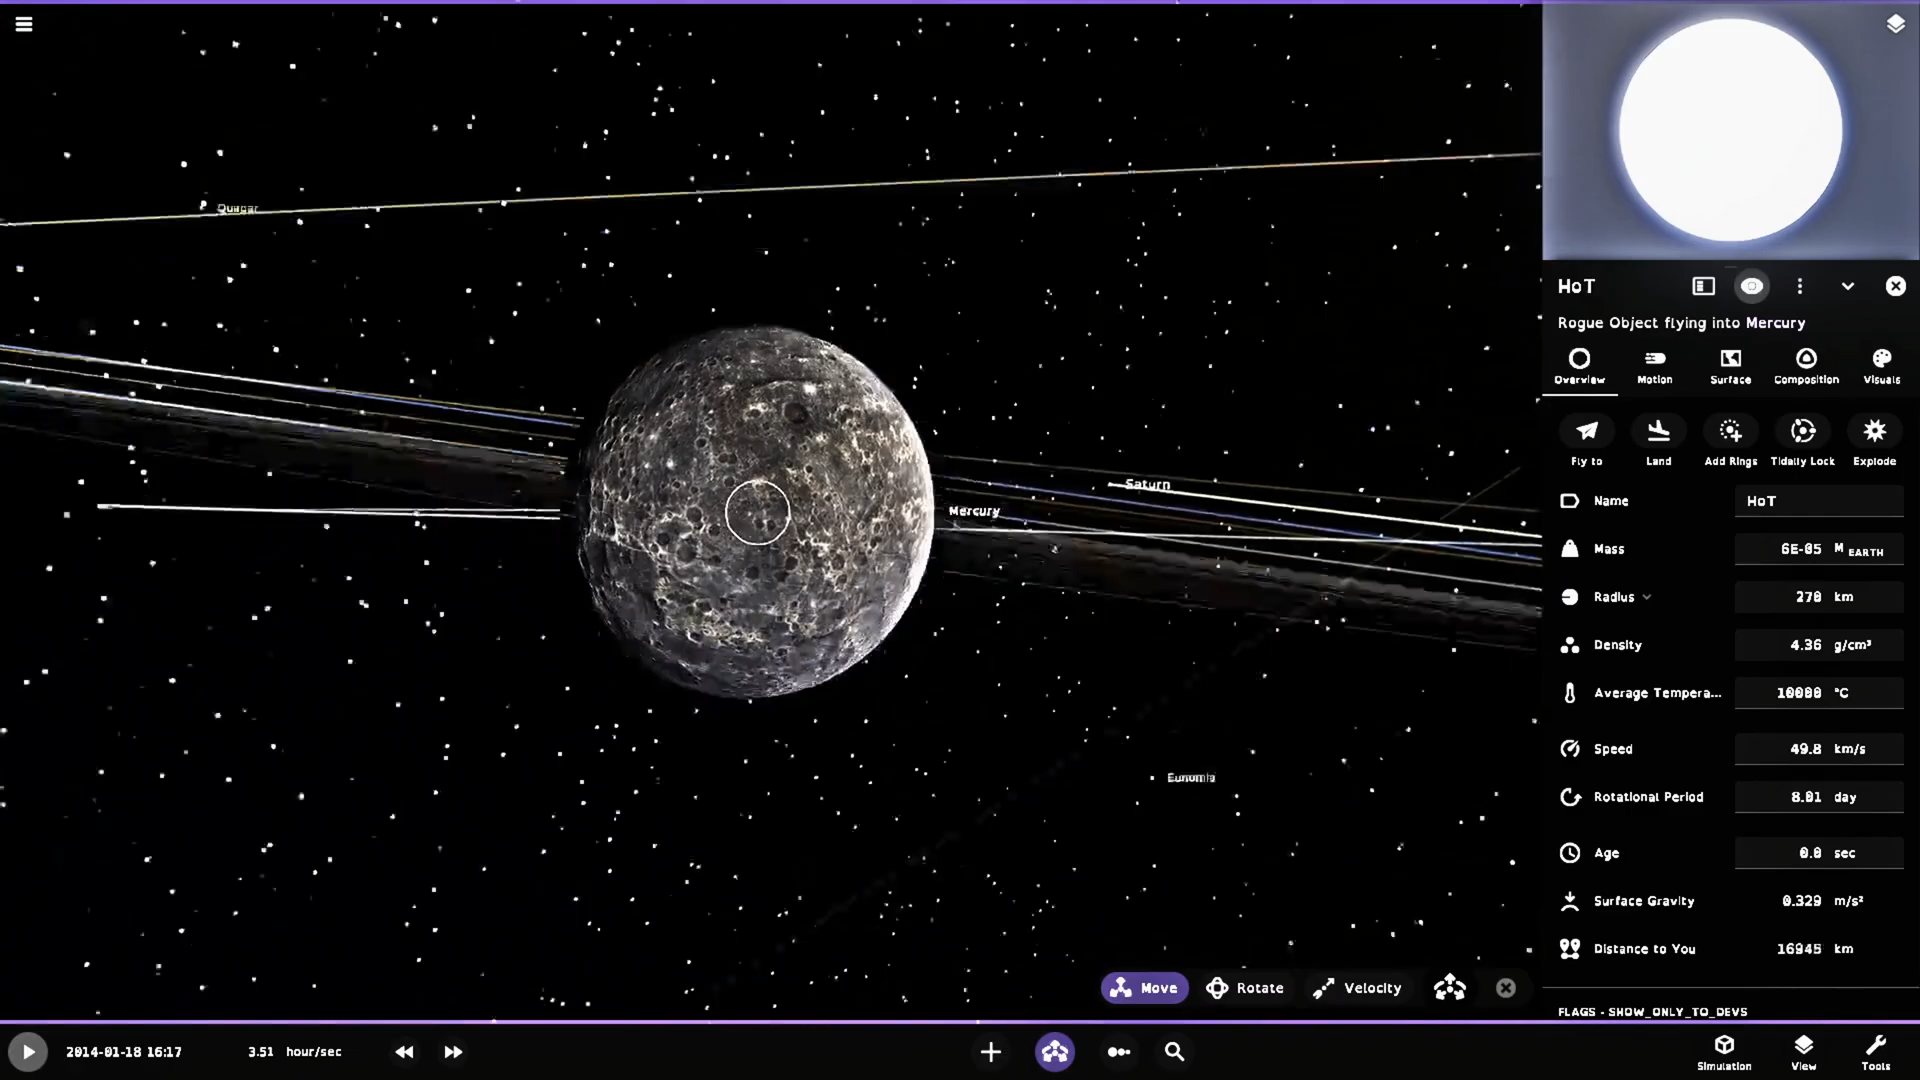 Quaoar
Saturn
Mercury
Eunomia
HoT
Rogue Object flying into Mercury
Overview Motion Surface Composition Visuals
Fly to Land Add Rings Tidally Lock Explode
Name HoT
Mass 6E-05 M EARTH
Radius 270 km
Density 4.36 g/cm³
Average Tempera... 10000 °C
Speed 49.8 km/s
Rotational Period 8.01 day
Age 0.0 sec
Surface Gravity 0.329 m/s²
Distance to You 16945 km
FLAGS - SHOW_ONLY_TO_DEVS
Move Rotate Velocity
2014-01-18 16:17 3.51 hour/sec
Simulation View Tools